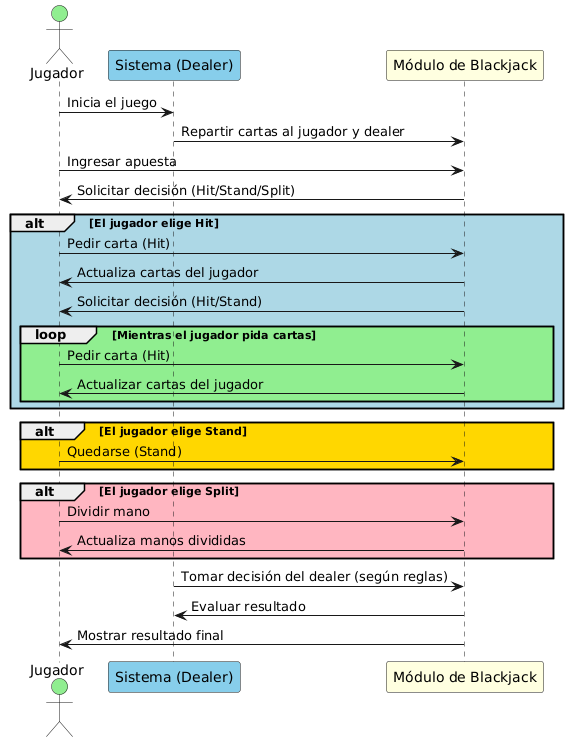 Jugador
Sistema (Dealer)
Módulo de Blackjack
Inicia el juego
Repartir cartas al jugador y dealer
Ingresar apuesta
Solicitar decisión (Hit/Stand/Split)
alt [El jugador elige Hit]
Pedir carta (Hit)
Actualiza cartas del jugador
Solicitar decisión (Hit/Stand)
loop [Mientras el jugador pida cartas]
Pedir carta (Hit)
Actualizar cartas del jugador
alt [El jugador elige Stand]
Quedarse (Stand)
alt [El jugador elige Split]
Dividir mano
Actualiza manos divididas
Tomar decisión del dealer (según reglas)
Evaluar resultado
Mostrar resultado final
Jugador
Sistema (Dealer)
Módulo de Blackjack